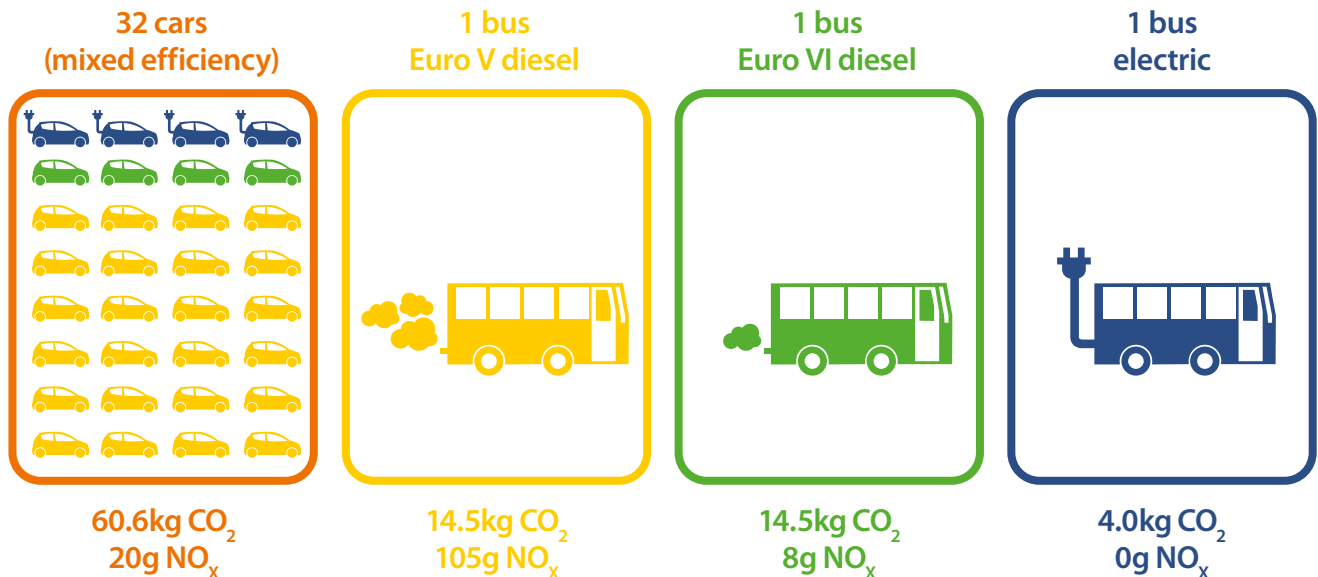 32 cars
(mixed efficiency)
1 bus
Euro V diesel
1 bus
Euro VI diesel
1 bus
electric
60.6kg CO₂
20g NOₓ
14.5kg CO₂
105g NOₓ
14.5kg CO₂
8g NOₓ
4.0kg CO₂
0g NOₓ